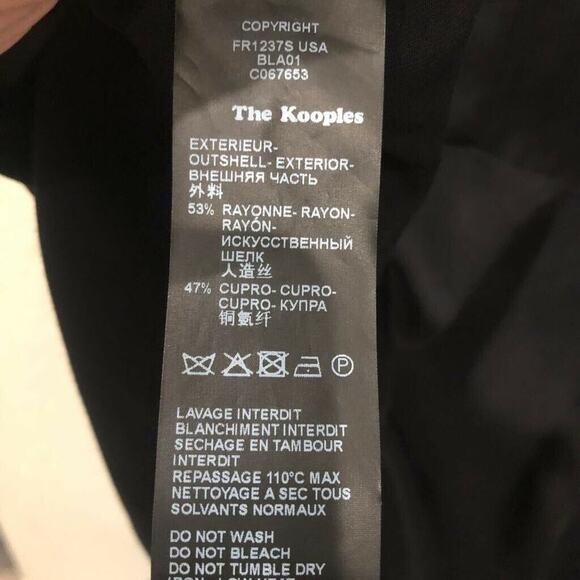 COPYRIGHT
FR1237S USA
BLA01
C067653
The Kooples
EXTERIEUR-
OUTSHELL- EXTERIOR-
ВНЕШНЯЯ ЧАСТЬ
外料
53% RAYONNE- RAYON-
RAYÓN-
ИСКУССТВЕННЫЙ
ШЕЛК
人造丝
47% CUPRO- CUPRO-
CUPRO- КУПРА
铜氨纤
P
LAVAGE INTERDIT
BLANCHIMENT INTERDIT
SECHAGE EN TAMBOUR
INTERDIT
REPASSAGE 110°C MAX
NETTOYAGE A SEC TOUS
SOLVANTS NORMAUX
DO NOT WASH
DO NOT BLEACH
DO NOT TUMBLE DRY